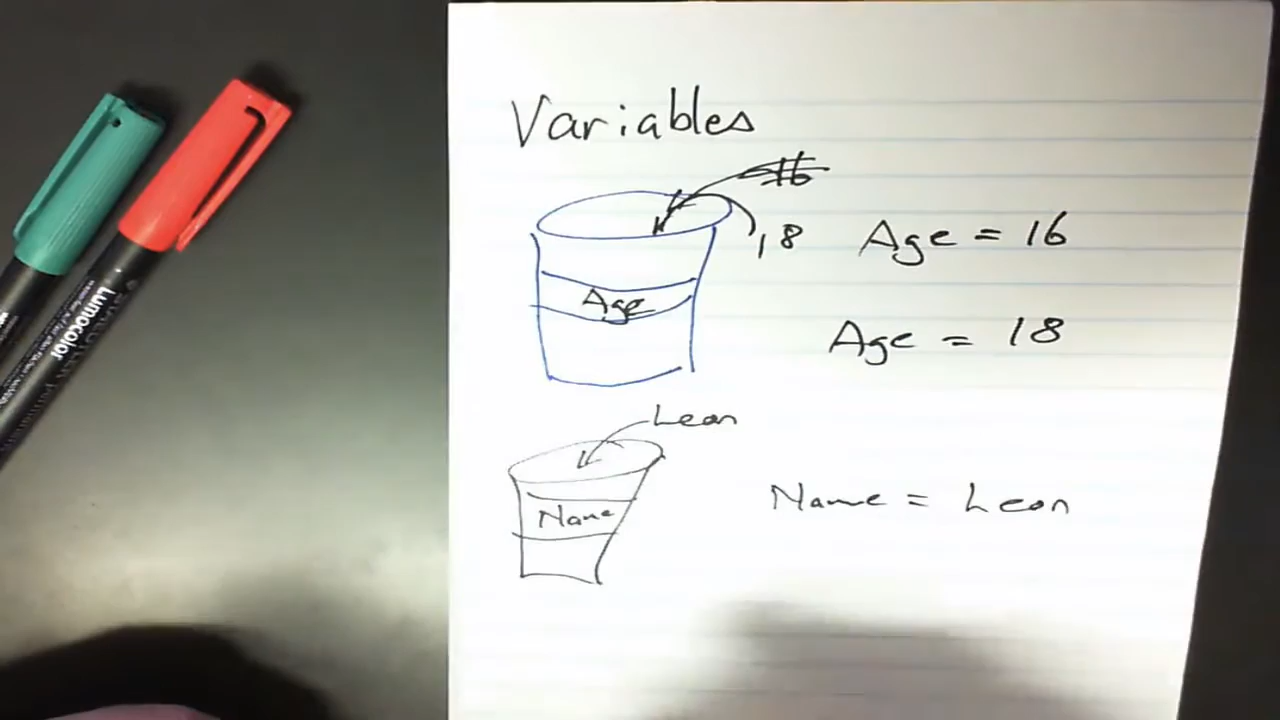 Variables
16
18
Age = 16
Age
Age = 18
Leon
Name
Name = Leon
Lumocolor